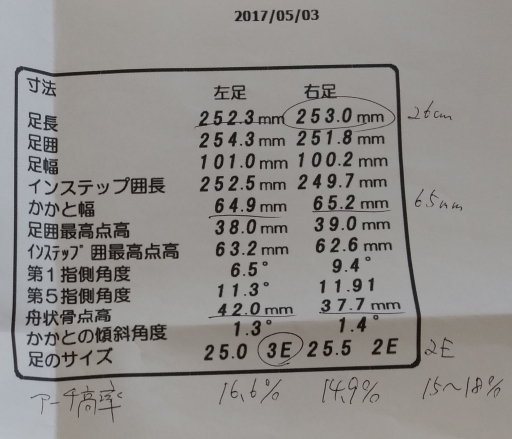 2017/05/03
寸法 左足 右足
足長 252.3mm 253.0mm 26cm
足囲 254.3mm 251.8mm
足幅 101.0mm 100.2mm
インステップ囲長 252.5mm 249.7mm
かかと幅 64.9mm 65.2mm 65mm
足囲最高点高 38.0mm 39.0mm
インステップ囲最高点高 63.2mm 62.6mm
第1指側角度 6.5° 9.4°
第5指側角度 11.3° 11.91
舟状骨点高 42.0mm 37.7mm
かかとの傾斜角度 1.3° 1.4°
足のサイズ 25.0 3E 25.5 2E 2E
アーチ高率 16.6% 14.9% 15~18%